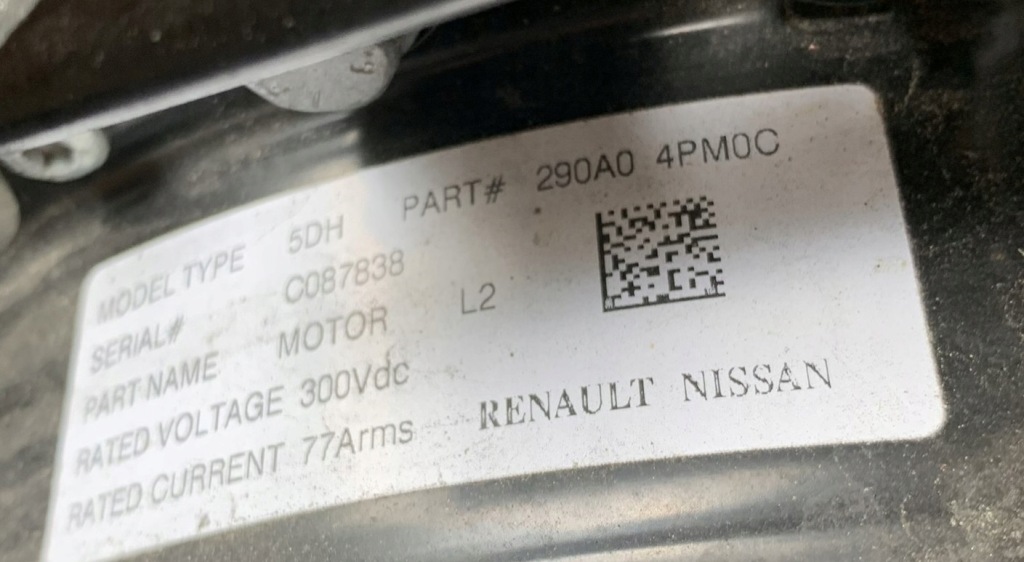 MODEL TYPE 5DH PART# 290A0 4PM0C
SERIAL# C087838
PART NAME MOTOR L2
RATED VOLTAGE 300Vdc
RATED CURRENT 77Arms RENAULT NISSAN